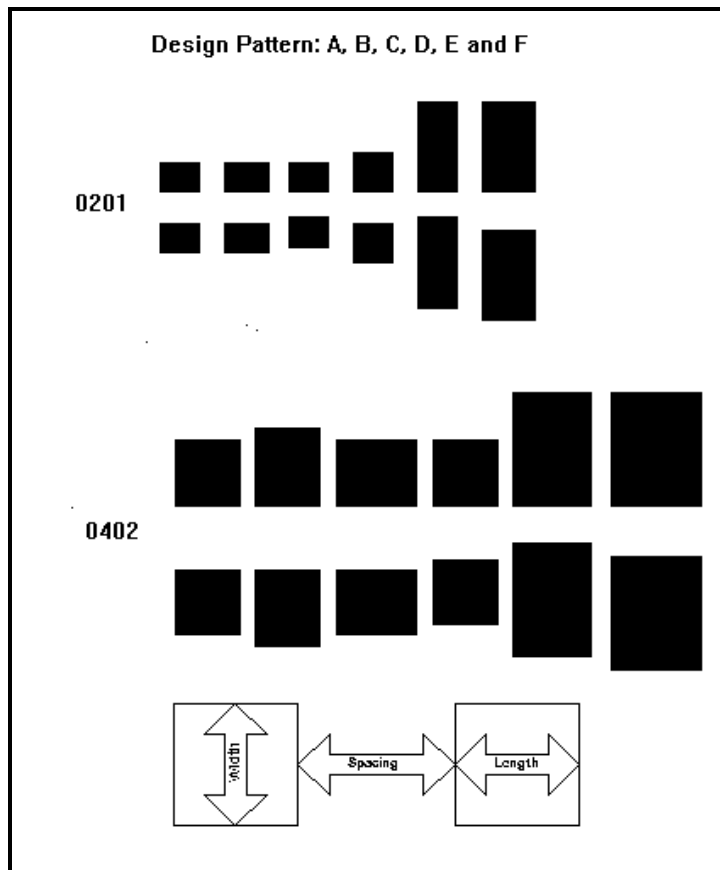 Design Pattern: A, B, C, D, E and F
0201
0402
Width
Spacing
Length